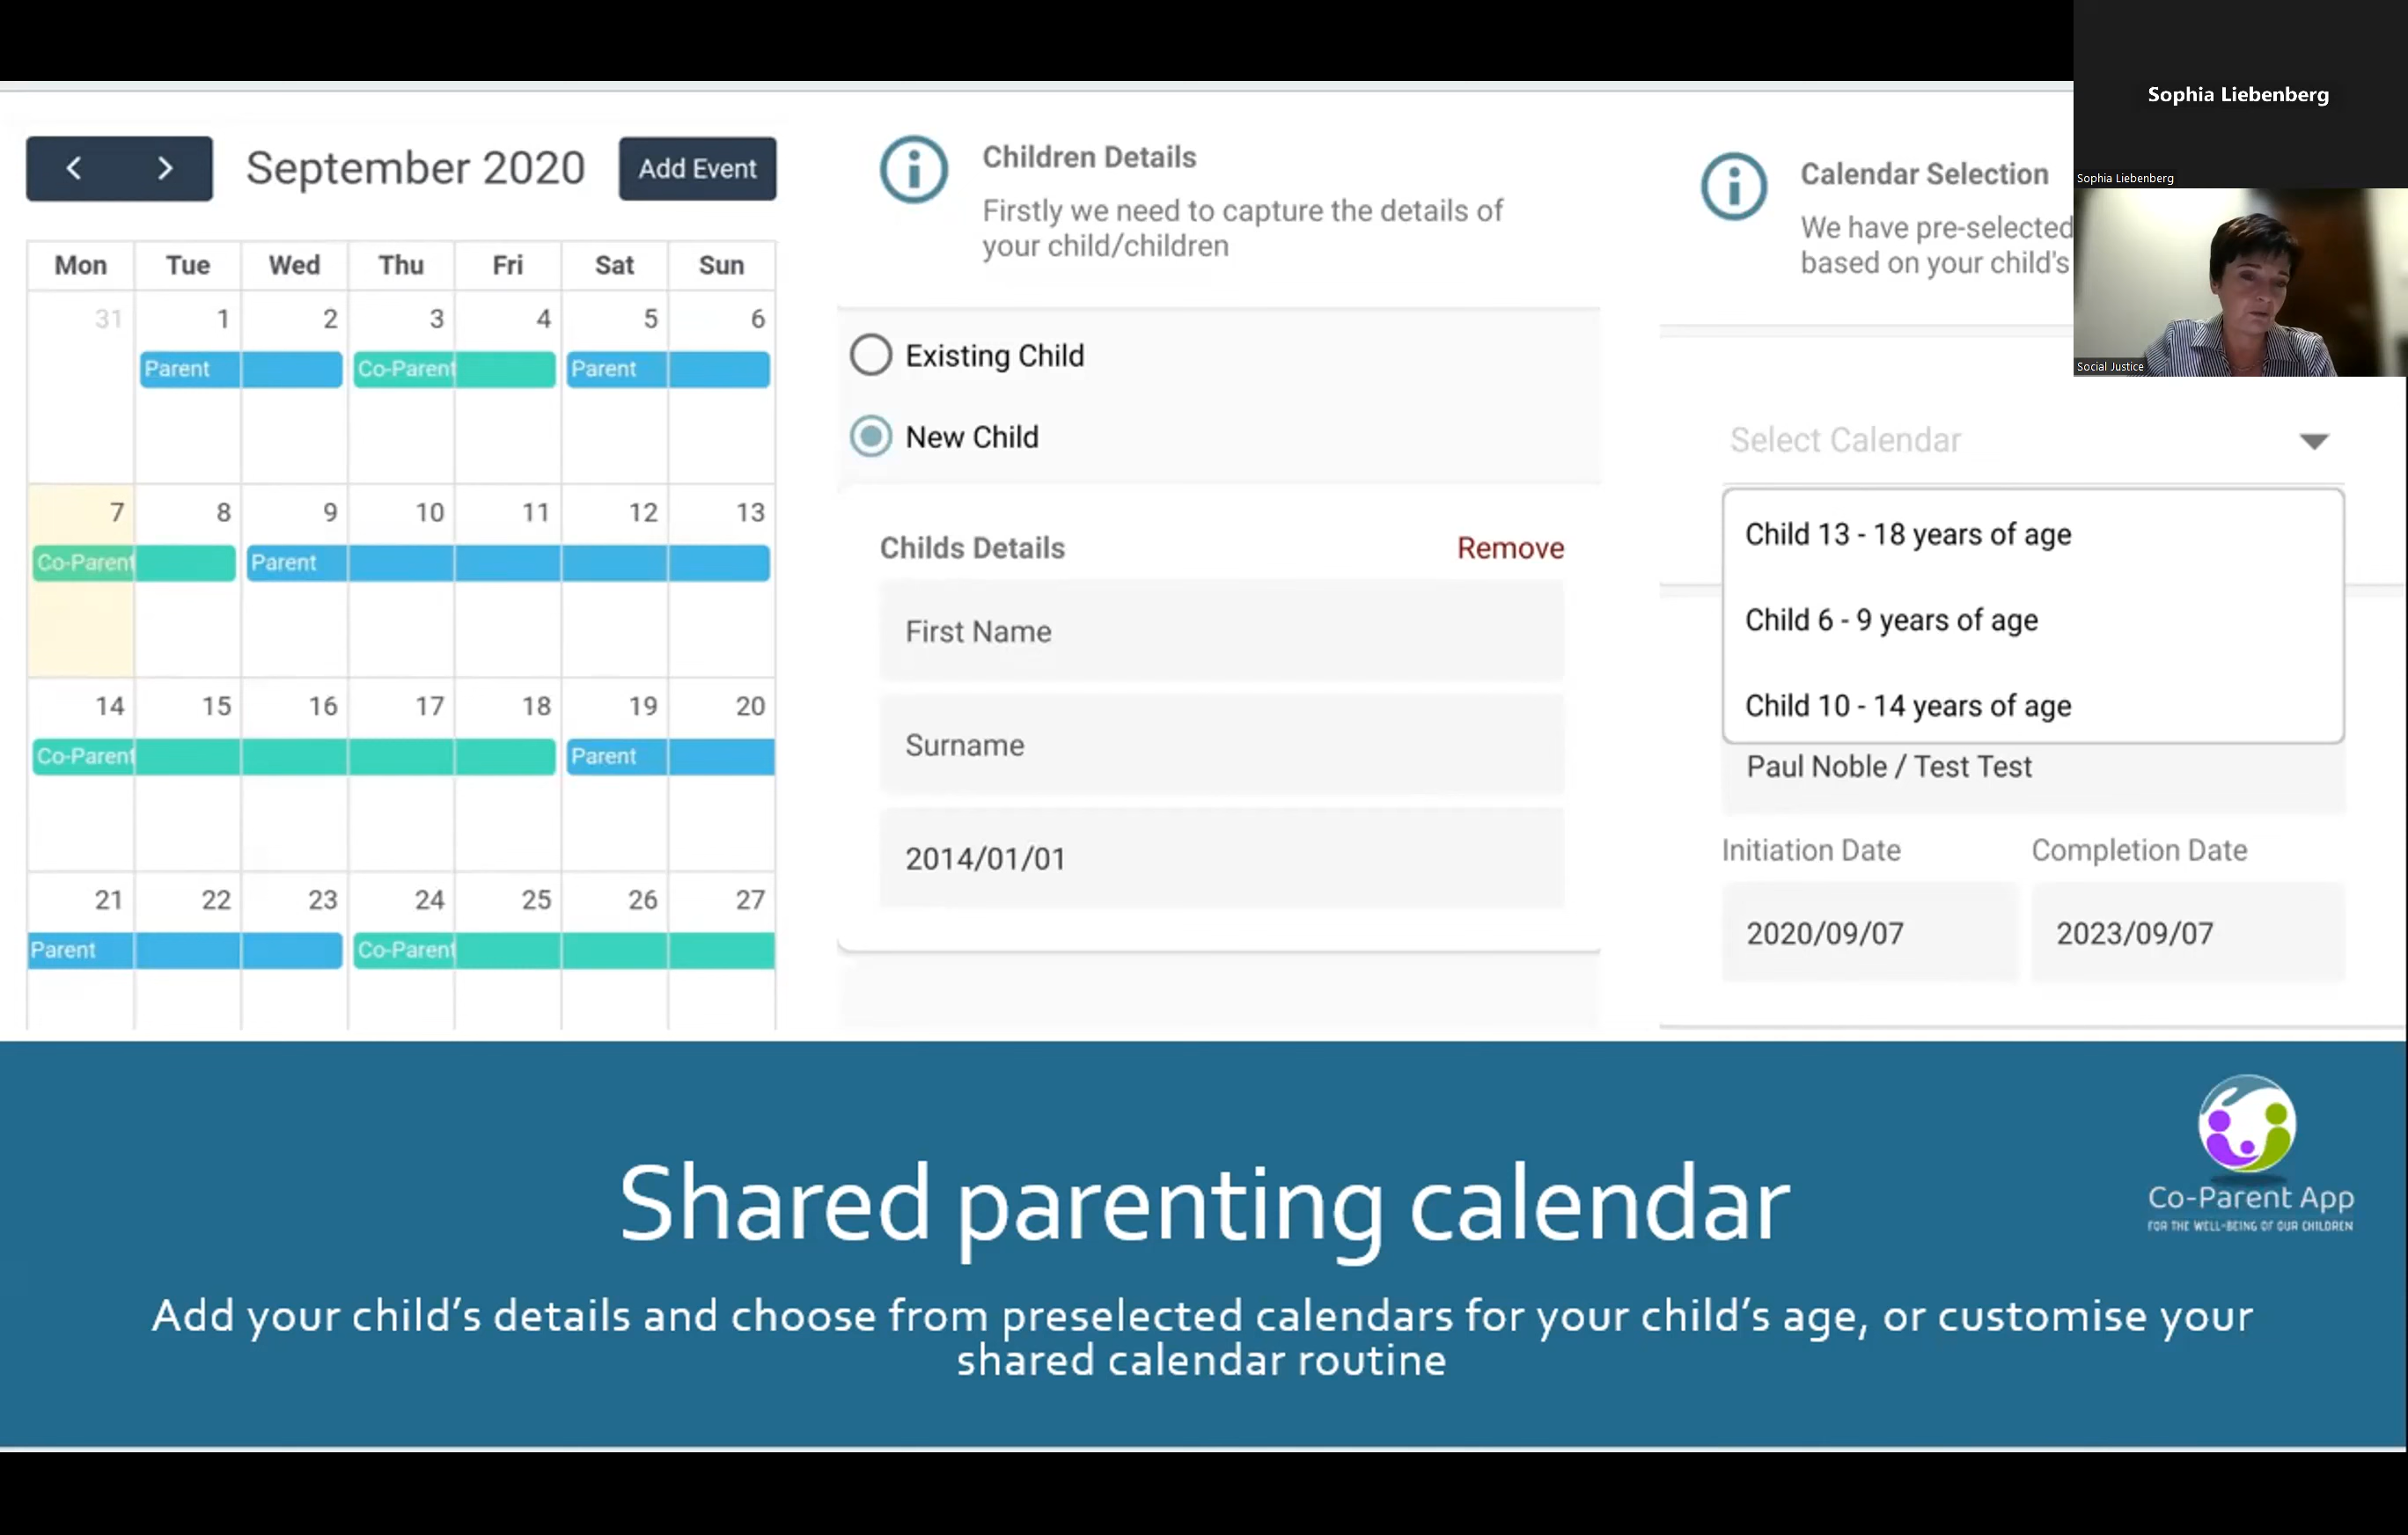 Sophia Liebenberg
Sophia Liebenberg
Social Justice
September 2020
Add Event
Mon Tue Wed Thu Fri Sat Sun
31 1 2 3 4 5 6
Parent Co-Parent Parent
7 8 9 10 11 12 13
Co-Parent Parent
14 15 16 17 18 19 20
Co-Parent Parent
21 22 23 24 25 26 27
Parent Co-Parent
Children Details
Firstly we need to capture the details of
your child/children
Existing Child
New Child
Childs Details Remove
First Name
Surname
2014/01/01
Calendar Selection
We have pre-selected
based on your child's
Select Calendar
Child 13 - 18 years of age
Child 6 - 9 years of age
Child 10 - 14 years of age
Paul Noble / Test Test
Initiation Date Completion Date
2020/09/07 2023/09/07
Shared parenting calendar
Add your child’s details and choose from preselected calendars for your child’s age, or customise your
shared calendar routine
Co-Parent App
FOR THE WELL-BEING OF OUR CHILDREN